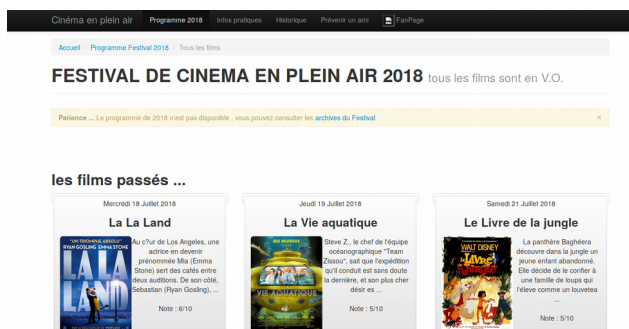 Cinéma en plein air Programme 2018 Infos pratiques Historique Prévenir un ami FanPage
Accueil / Programme Festival 2018 / Tous les films
FESTIVAL DE CINEMA EN PLEIN AIR 2018 tous les films sont en V.O.
Patience ... Le programme de 2018 n'est pas disponible , vous pouvez consulter les archives du Festival ×
les films passés ...
Mercredi 18 Juillet 2018
La La Land
"UN TRIOMPHE ABSOLU"
RYAN GOSLING EMMA STONE
LA LA
LAND
Au c?ur de Los Angeles, une
actrice en devenir
prénommée Mia (Emma
Stone) sert des cafés entre
deux auditions. De son côté,
Sebastian (Ryan Gosling), ...
Note : 6/10
Jeudi 19 Juillet 2018
La Vie aquatique
BILL MURRAY
VIE AQUATIQUE
Steve Z., le chef de l'équipe
océanographique "Team
Zissou", sait que l'expédition
qu'il conduit est sans doute
la dernière, et son plus cher
désir es ...
Note : 5/10
Samedi 21 Juillet 2018
Le Livre de la jungle
WALT DISNEY
LE LIVRE
DE LA JUNGLE
La panthère Baghéera
découvre dans la jungle un
jeune enfant abandonné.
Elle décide de le confier à
une famille de loups qui
l'élève comme un louvetea
...
Note : 5/10